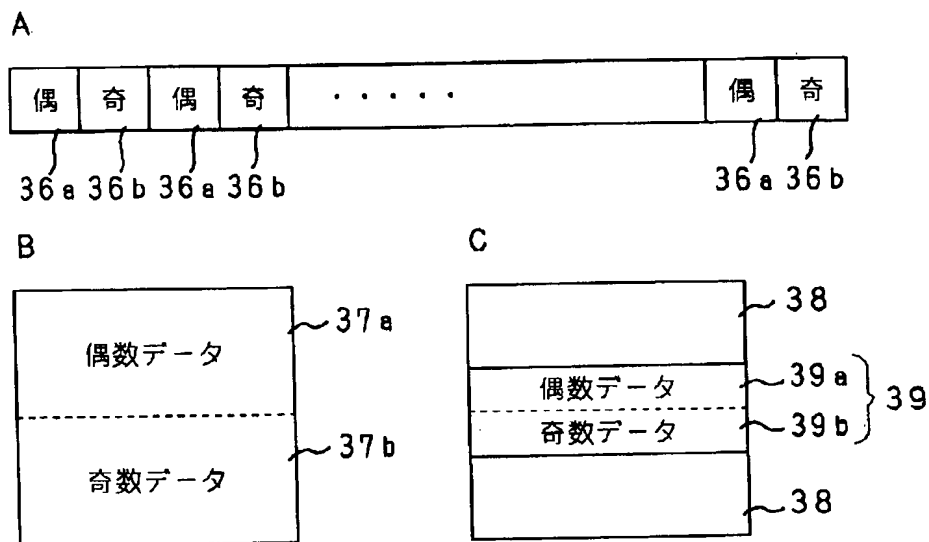 A
偶 奇 偶 奇 ・・・・・ 偶 奇
36a 36b 36a 36b 36a 36b
B
偶数データ 37a
奇数データ 37b
C
38
偶数データ 39a
39
奇数データ 39b
38